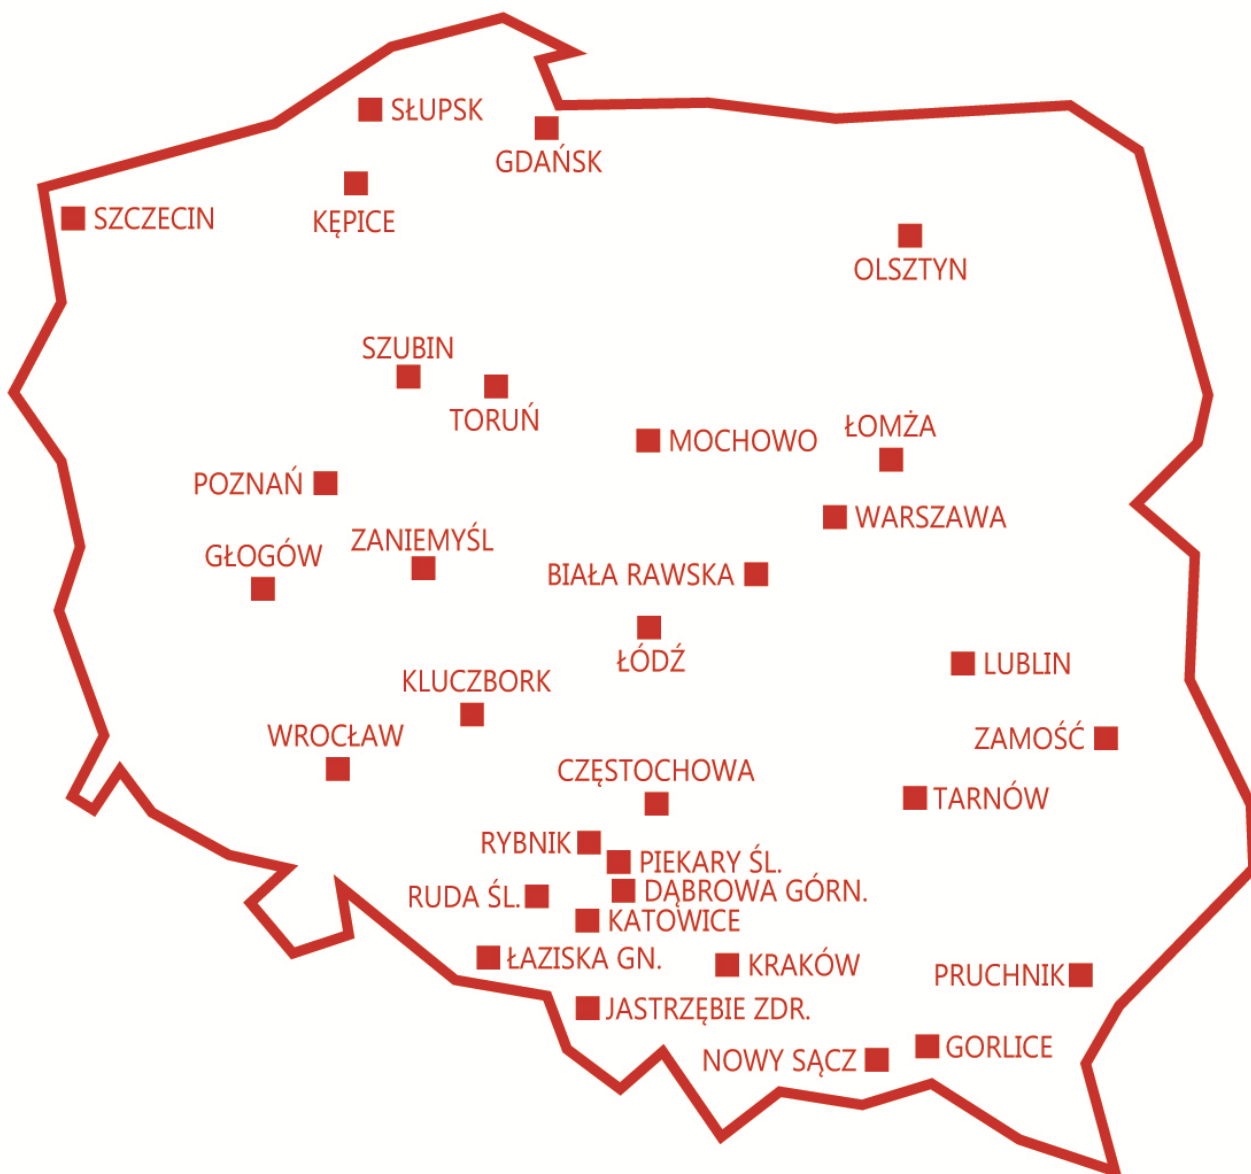 SŁUPSK
GDAŃSK
SZCZECIN
KĘPICE
OLSZTYN
SZUBIN
TORUŃ
MOCHOWO
ŁOMŻA
POZNAŃ
WARSZAWA
ZANIEMYŚL
GŁOGÓW
BIAŁA RAWSKA
ŁÓDŹ
LUBLIN
KLUCZBORK
WROCŁAW
ZAMOŚĆ
CZĘSTOCHOWA
TARNÓW
RYBNIK
PIEKARY ŚL.
DĄBROWA GÓRN.
RUDA ŚL.
KATOWICE
ŁAZISKA GN.
KRAKÓW
PRUCHNIK
JASTRZĘBIE ZDR.
NOWY SĄCZ
GORLICE